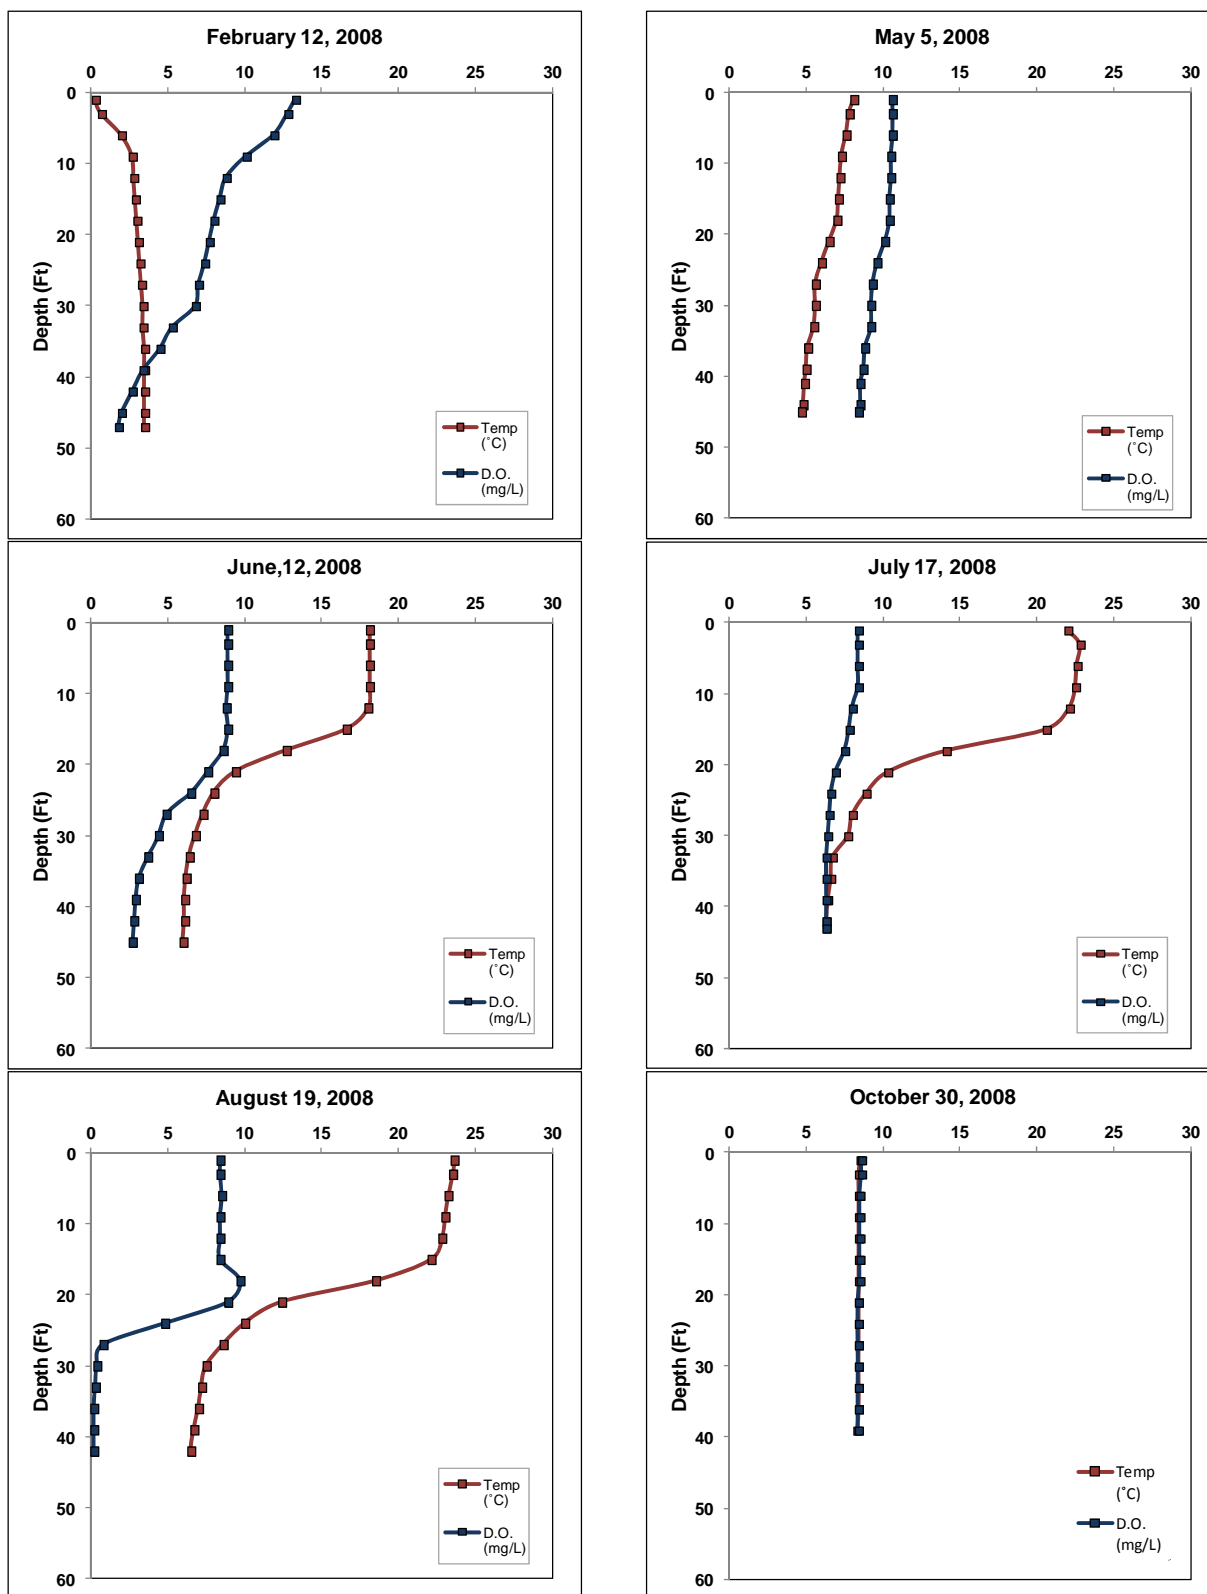 February 12, 2008
0 5 10 15 20 25 30
0
10
20
30
40
50
60
Depth (Ft)
Temp
(˚C)
D.O.
(mg/L)
May 5, 2008
0 5 10 15 20 25 30
0
10
20
30
40
50
60
Depth (Ft)
Temp
(˚C)
D.O.
(mg/L)
June,12, 2008
0 5 10 15 20 25 30
0
10
20
30
40
50
60
Depth (Ft)
Temp
(˚C)
D.O.
(mg/L)
July 17, 2008
0 5 10 15 20 25 30
0
10
20
30
40
50
60
Depth (Ft)
Temp
(˚C)
D.O.
(mg/L)
August 19, 2008
0 5 10 15 20 25 30
0
10
20
30
40
50
60
Depth (Ft)
Temp
(˚C)
D.O.
(mg/L)
October 30, 2008
0 5 10 15 20 25 30
0
10
20
30
40
50
60
Depth (Ft)
Temp
(˚C)
D.O.
(mg/L)